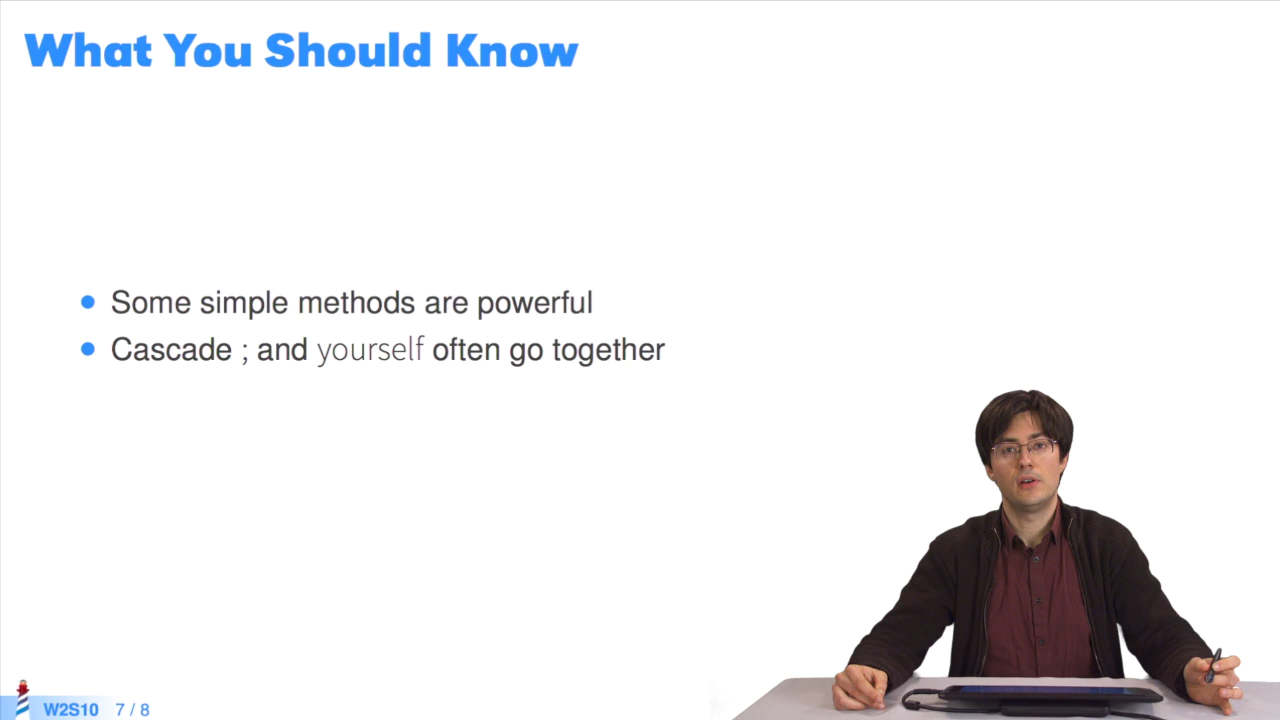 What You Should Know
Some simple methods are powerful
Cascade ; and yourself often go together
W2S10 7 / 8